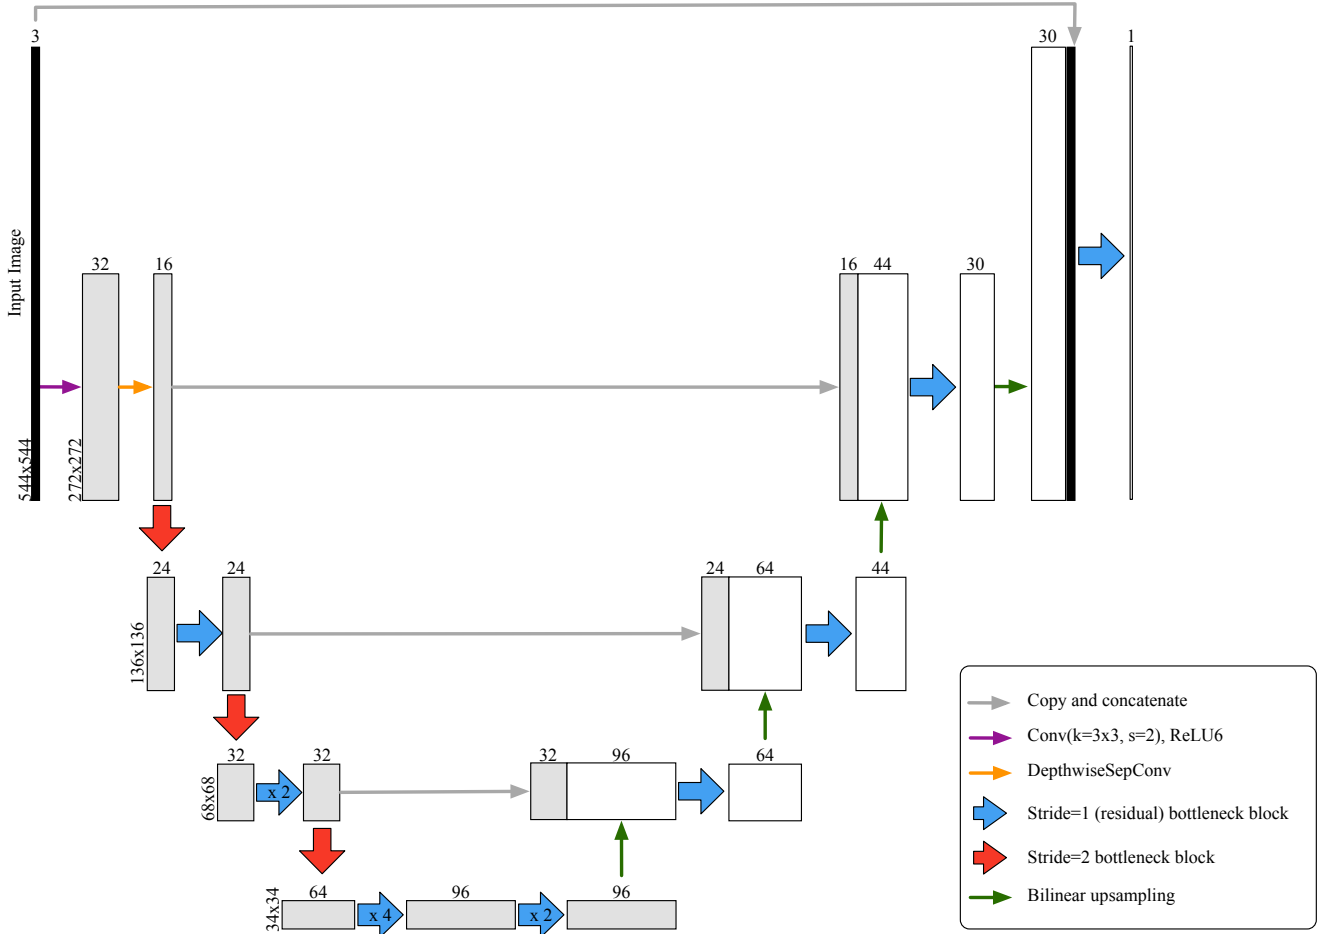 3
30
1
Input Image
544x544
32
16
272x272
16
44
30
24
24
136x136
24
64
44
32
32
68x68
32
96
64
x 2
64
96
96
34x34
x 4
x 2
Copy and concatenate
Conv(k=3x3, s=2), ReLU6
DepthwiseSepConv
Stride=1 (residual) bottleneck block
Stride=2 bottleneck block
Bilinear upsampling